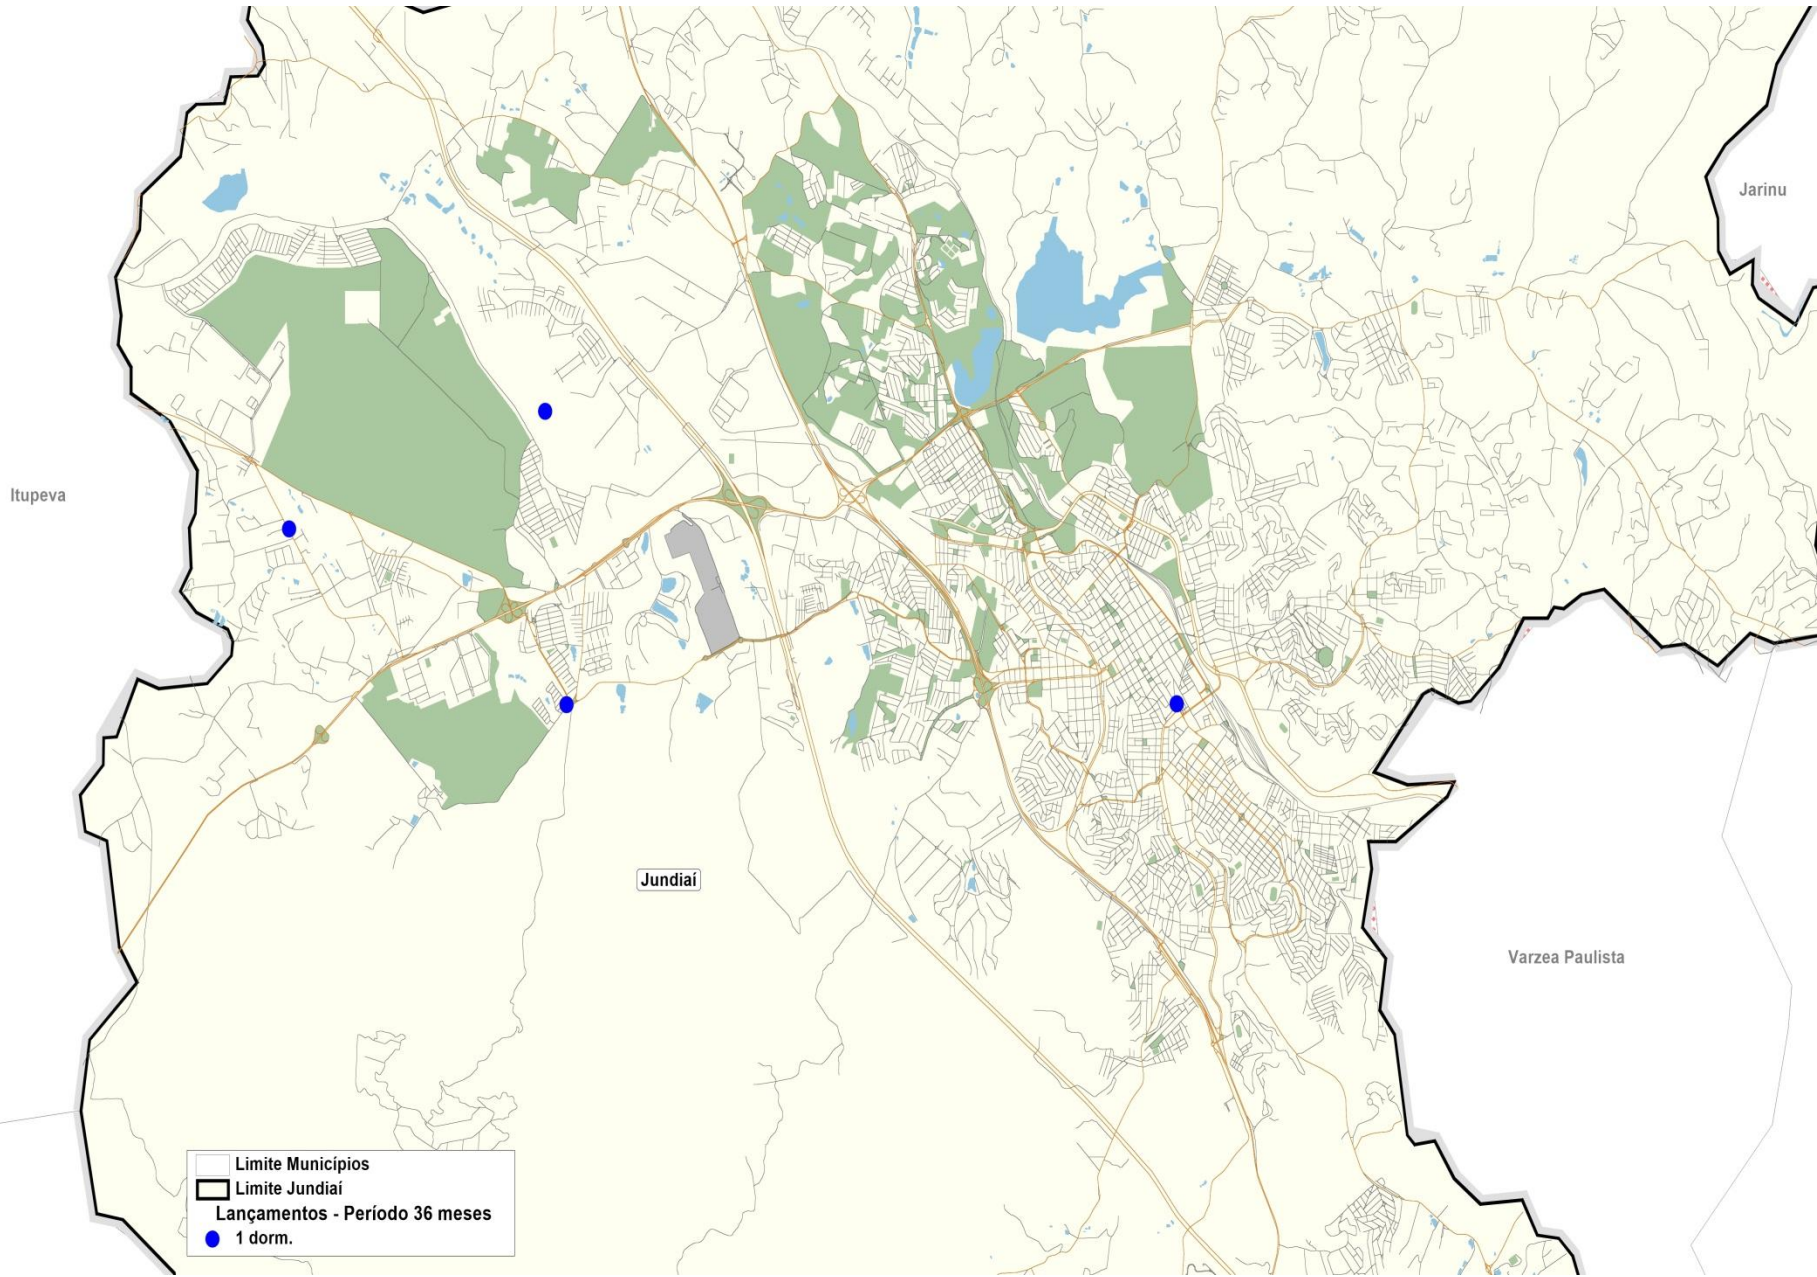 Jarinu
Itupeva
Jundiaí
Varzea Paulista
Limite Municípios
Limite Jundiaí
Lançamentos - Período 36 meses
1 dorm.